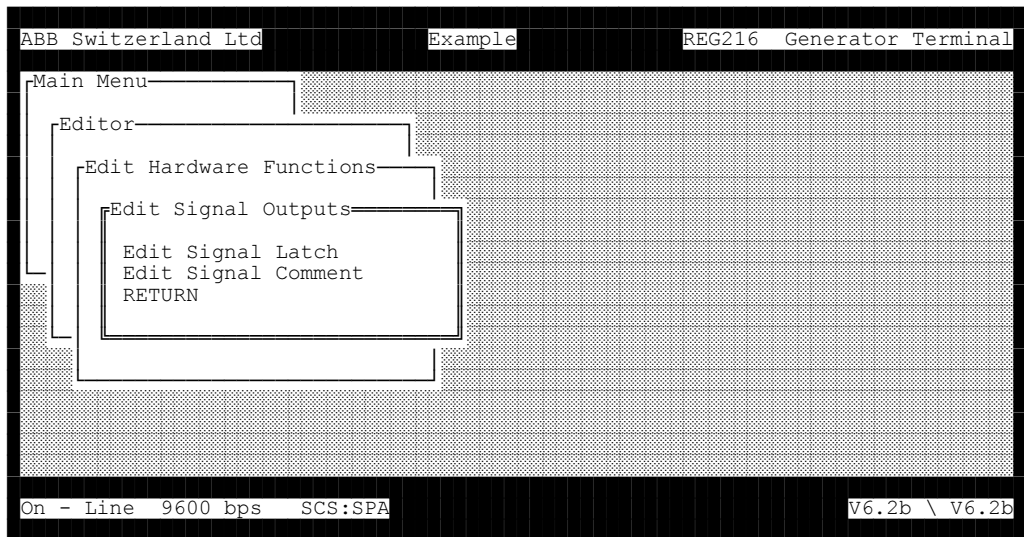 ABB Switzerland Ltd Example REG216 Generator Terminal
Main Menu
Editor
Edit Hardware Functions
Edit Signal Outputs
Edit Signal Latch
Edit Signal Comment
RETURN
On - Line 9600 bps SCS:SPA V6.2b \ V6.2b